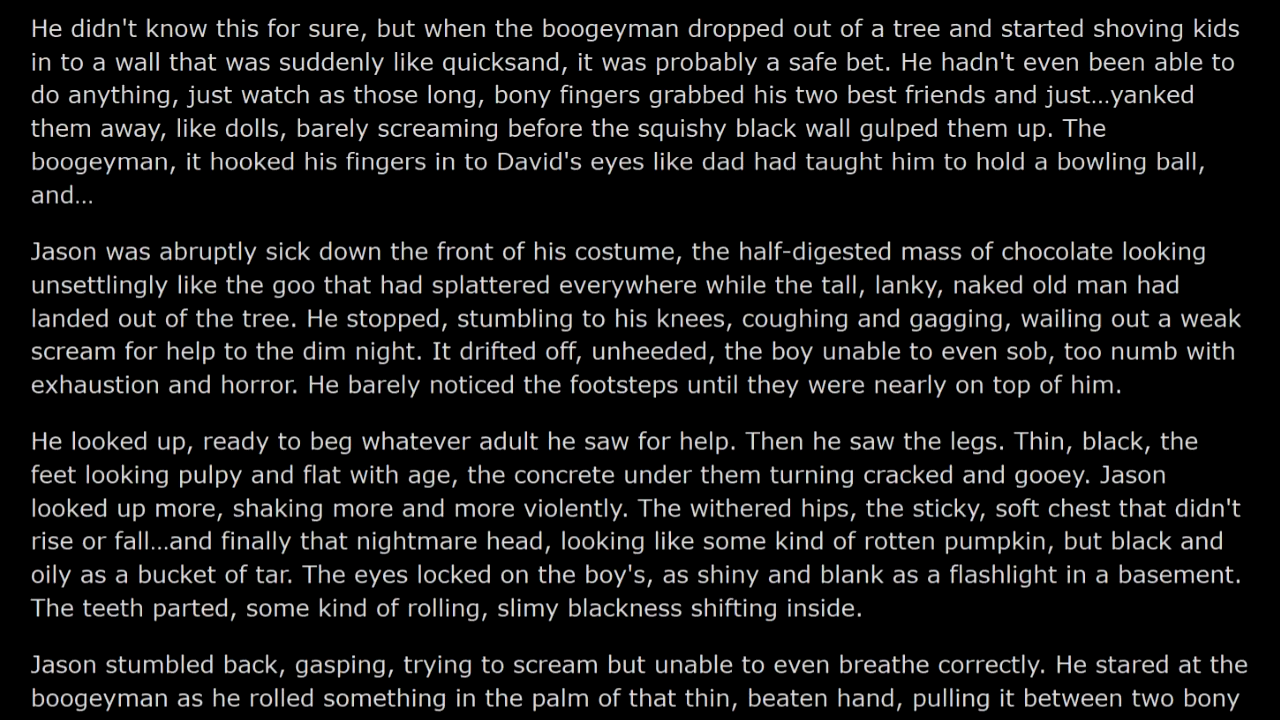 He didn't know this for sure, but when the boogeyman dropped out of a tree and started shoving kids
in to a wall that was suddenly like quicksand, it was probably a safe bet. He hadn't even been able to
do anything, just watch as those long, bony fingers grabbed his two best friends and just...yanked
them away, like dolls, barely screaming before the squishy black wall gulped them up. The
boogeyman, it hooked his fingers in to David's eyes like dad had taught him to hold a bowling ball,
and...
Jason was abruptly sick down the front of his costume, the half-digested mass of chocolate looking
unsettlingly like the goo that had splattered everywhere while the tall, lanky, naked old man had
landed out of the tree. He stopped, stumbling to his knees, coughing and gagging, wailing out a weak
scream for help to the dim night. It drifted off, unheeded, the boy unable to even sob, too numb with
exhaustion and horror. He barely noticed the footsteps until they were nearly on top of him.
He looked up, ready to beg whatever adult he saw for help. Then he saw the legs. Thin, black, the
feet looking pulpy and flat with age, the concrete under them turning cracked and gooey. Jason
looked up more, shaking more and more violently. The withered hips, the sticky, soft chest that didn't
rise or fall...and finally that nightmare head, looking like some kind of rotten pumpkin, but black and
oily as a bucket of tar. The eyes locked on the boy's, as shiny and blank as a flashlight in a basement.
The teeth parted, some kind of rolling, slimy blackness shifting inside.
Jason stumbled back, gasping, trying to scream but unable to even breathe correctly. He stared at the
boogeyman as he rolled something in the palm of that thin, beaten hand, pulling it between two bony